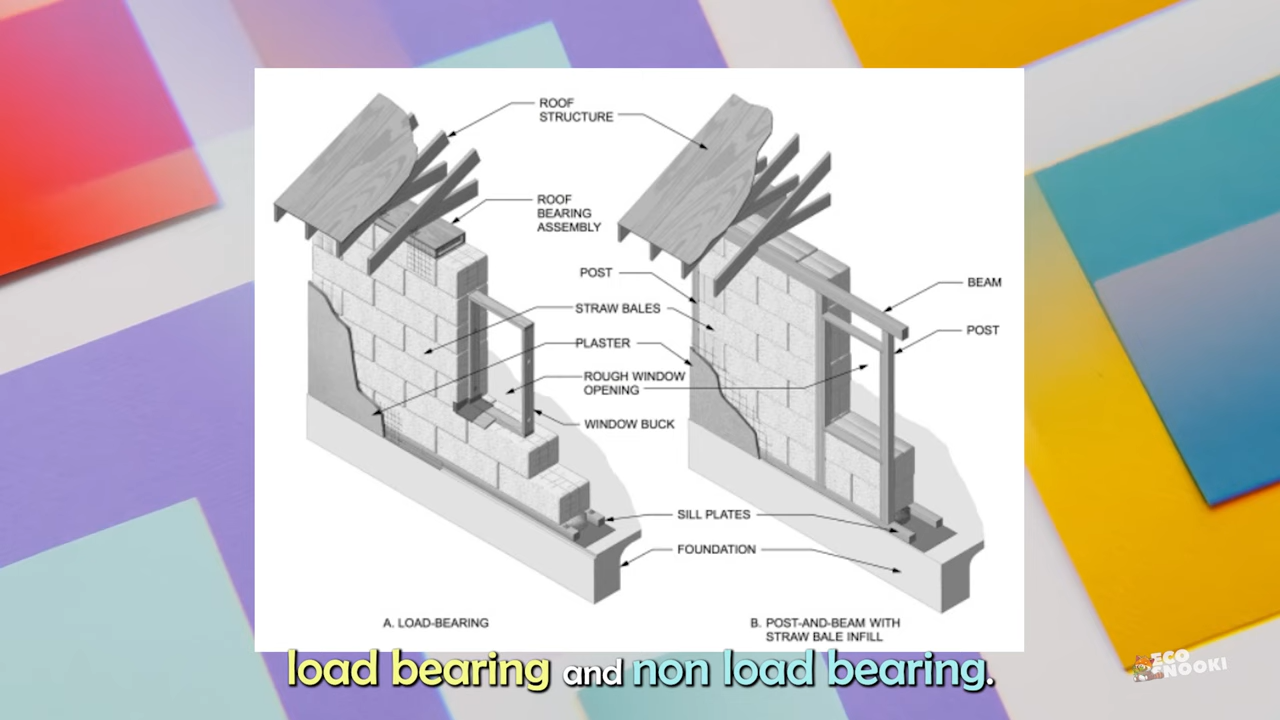 ROOF
STRUCTURE
ROOF
BEARING
ASSEMBLY
POST
STRAW BALES
PLASTER
ROUGH WINDOW
OPENING
WINDOW BUCK
BEAM
POST
SILL PLATES
FOUNDATION
A. LOAD-BEARING
B. POST-AND-BEAM WITH
STRAW BALE INFILL
load bearing and non load bearing.
ECO
SNOOKI